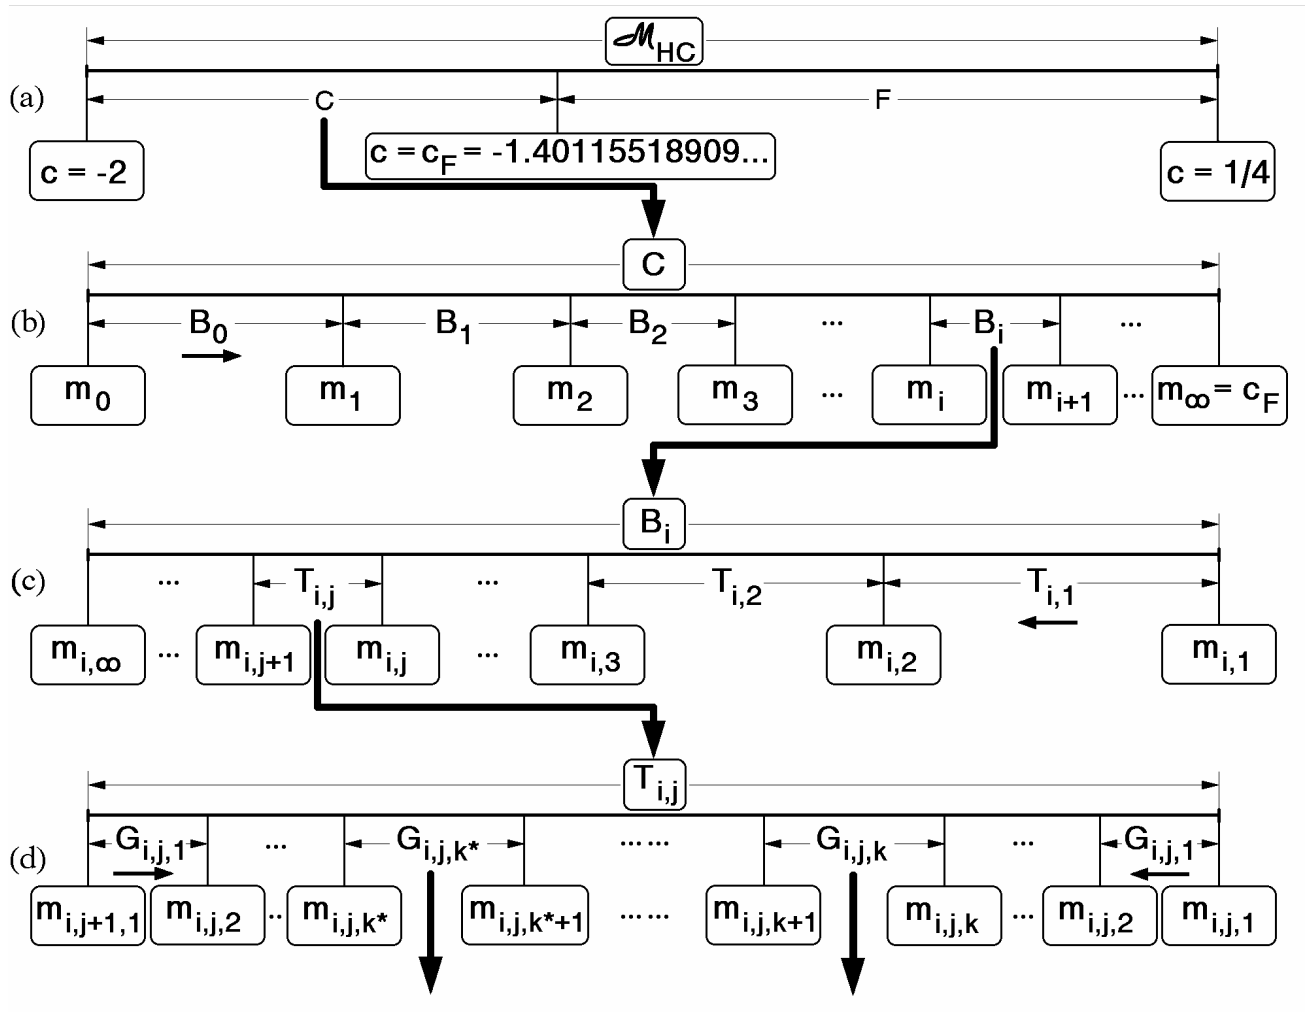 ℳHC
(a) C F
c = -2 c = cF = -1.40115518909... c = 1/4
C
(b) B0 B1 B2 ... Bi ...
m0 m1 m2 m3 ... mi mi+1 ... m∞ = cF
Bi
(c) ... Ti,j ... Ti,2 Ti,1
mi,∞ ... mi,j+1 mi,j ... mi,3 mi,2 mi,1
Ti,j
(d) Gi,j,1 ... Gi,j,k* ...... Gi,j,k ... Gi,j,1
mi,j+1,1 mi,j,2 .. mi,j,k* mi,j,k*+1 ...... mi,j,k+1 mi,j,k ... mi,j,2 mi,j,1